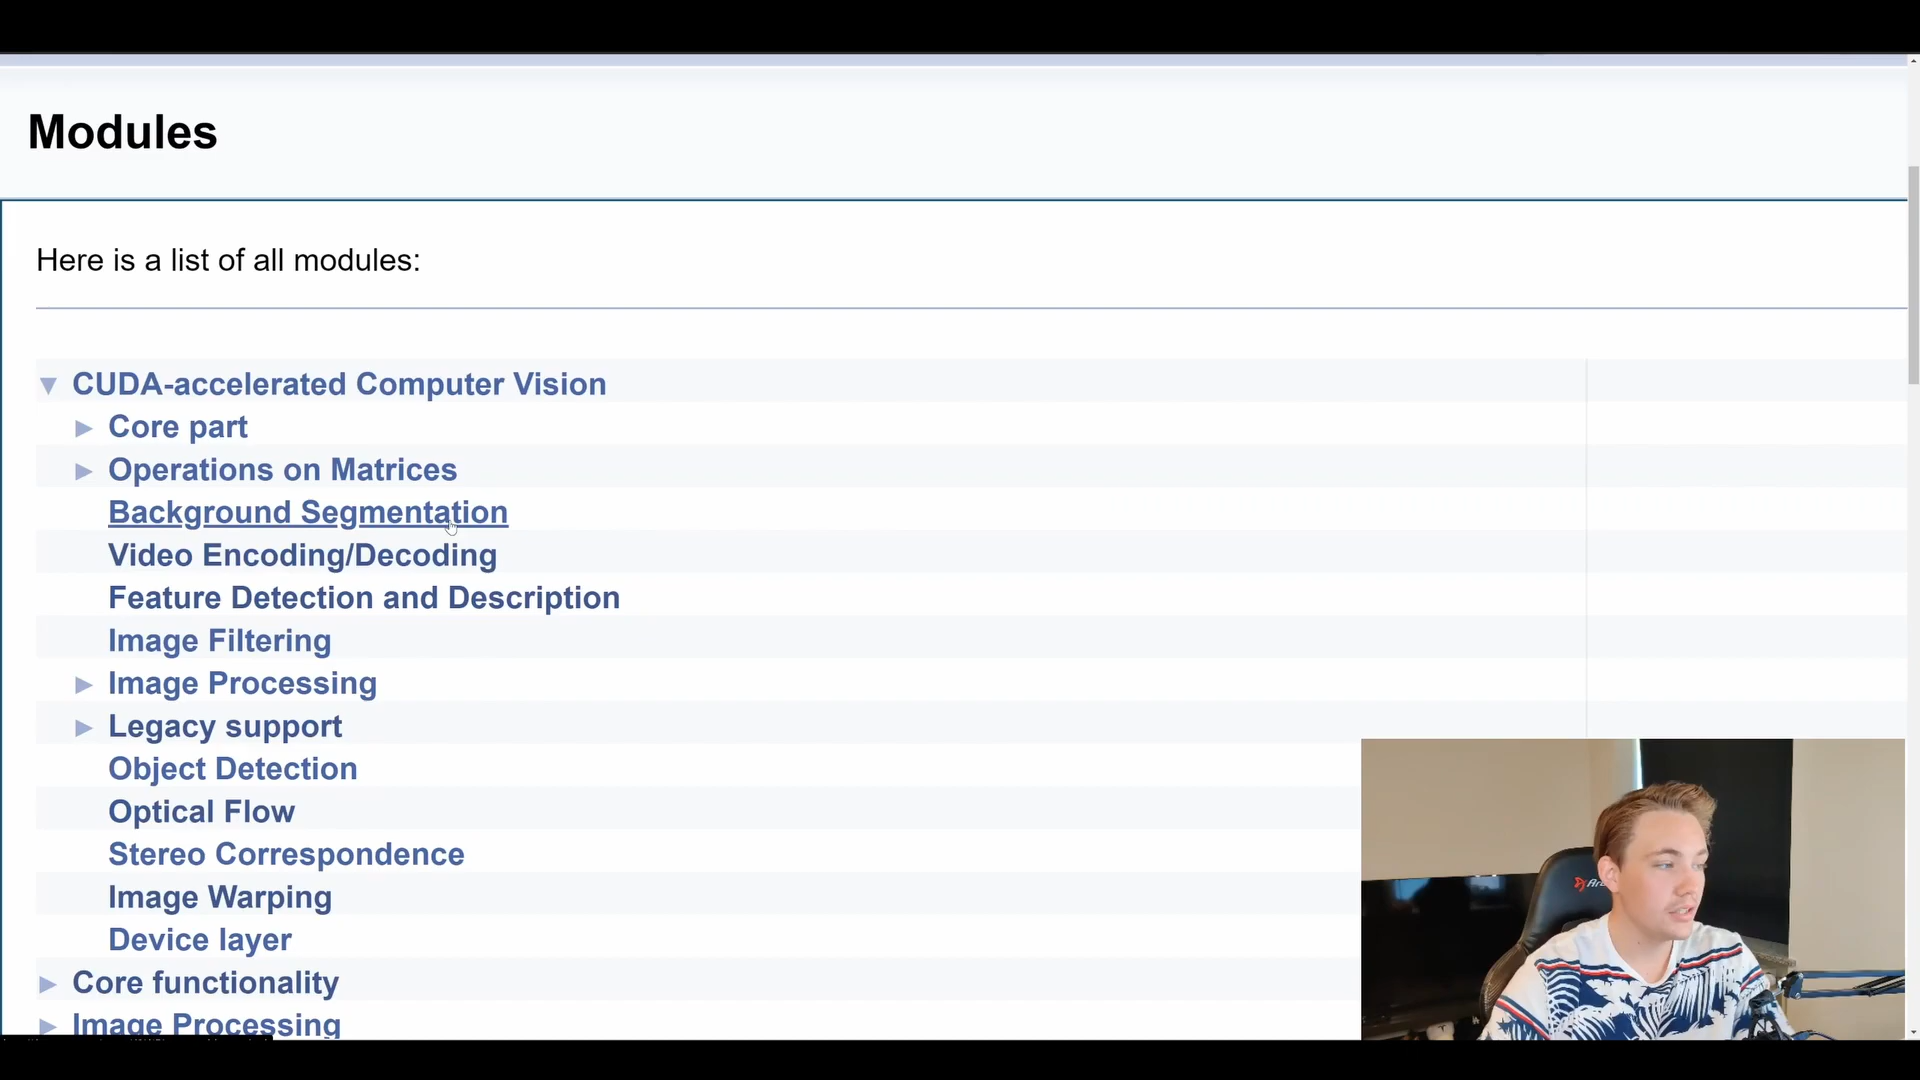 Modules
Here is a list of all modules:
▼ CUDA-accelerated Computer Vision
► Core part
► Operations on Matrices
Background Segmentation
Video Encoding/Decoding
Feature Detection and Description
Image Filtering
► Image Processing
► Legacy support
Object Detection
Optical Flow
Stereo Correspondence
Image Warping
Device layer
► Core functionality
► Image Processing